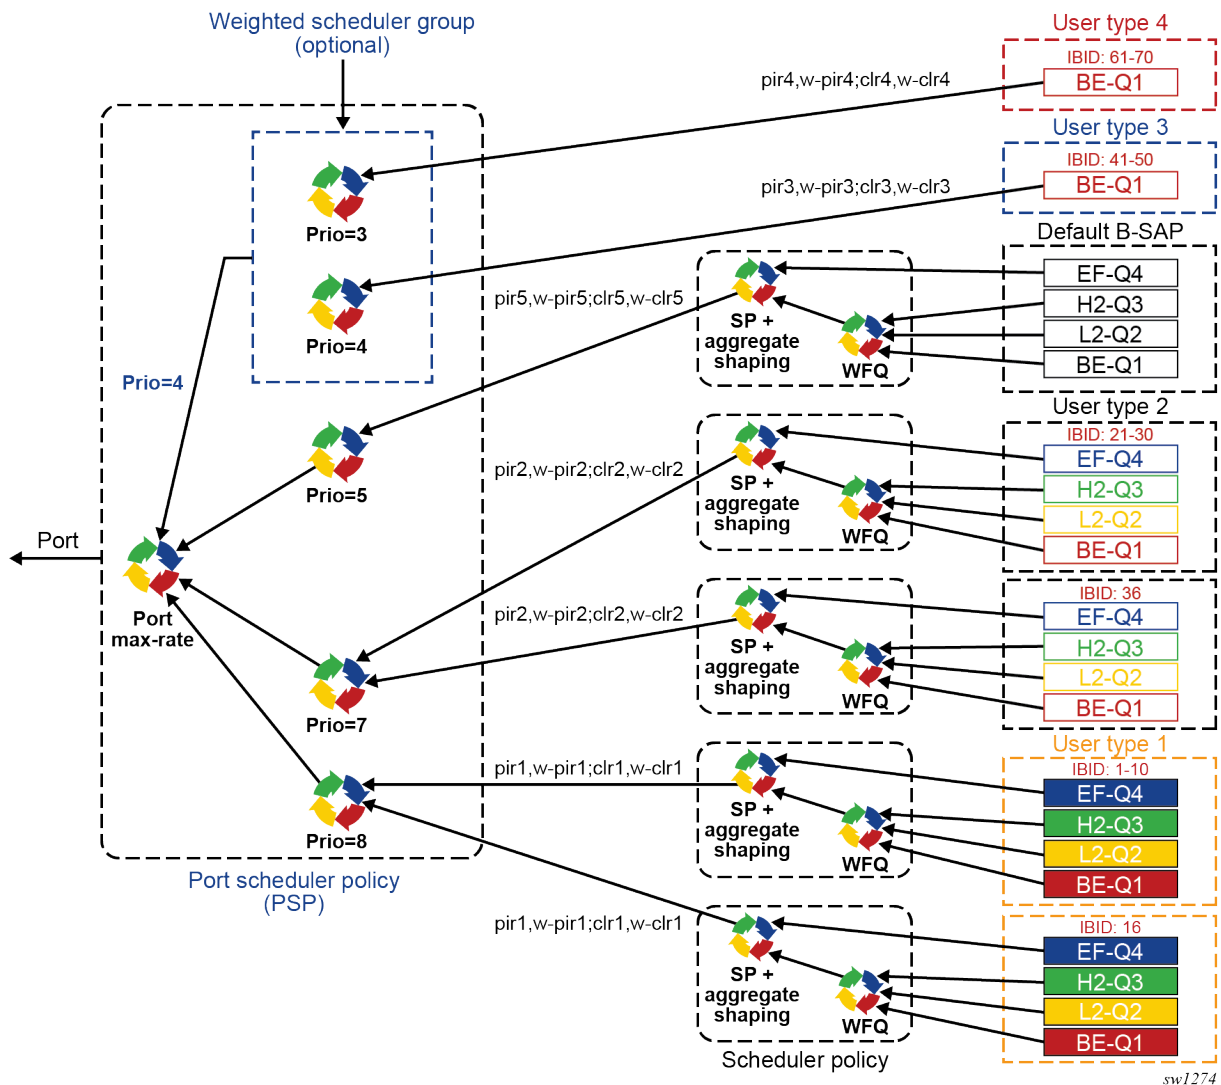 Weighted scheduler group
(optional)
User type 4
IBID: 61-70
BE-Q1
pir4,w-pir4;clr4,w-clr4
User type 3
IBID: 41-50
BE-Q1
pir3,w-pir3;clr3,w-clr3
Prio=3
Prio=4
Prio=4
Default B-SAP
EF-Q4
H2-Q3
L2-Q2
BE-Q1
pir5,w-pir5;clr5,w-clr5
SP +
aggregate
shaping
WFQ
Prio=5
User type 2
IBID: 21-30
EF-Q4
H2-Q3
L2-Q2
BE-Q1
pir2,w-pir2;clr2,w-clr2
SP +
aggregate
shaping
WFQ
Port
Port
max-rate
IBID: 36
EF-Q4
H2-Q3
L2-Q2
BE-Q1
pir2,w-pir2;clr2,w-clr2
SP +
aggregate
shaping
WFQ
Prio=7
User type 1
IBID: 1-10
EF-Q4
H2-Q3
L2-Q2
BE-Q1
pir1,w-pir1;clr1,w-clr1
SP +
aggregate
shaping
WFQ
Prio=8
Port scheduler policy
(PSP)
IBID: 16
EF-Q4
H2-Q3
L2-Q2
BE-Q1
pir1,w-pir1;clr1,w-clr1
SP +
aggregate
shaping
WFQ
Scheduler policy
sw1274